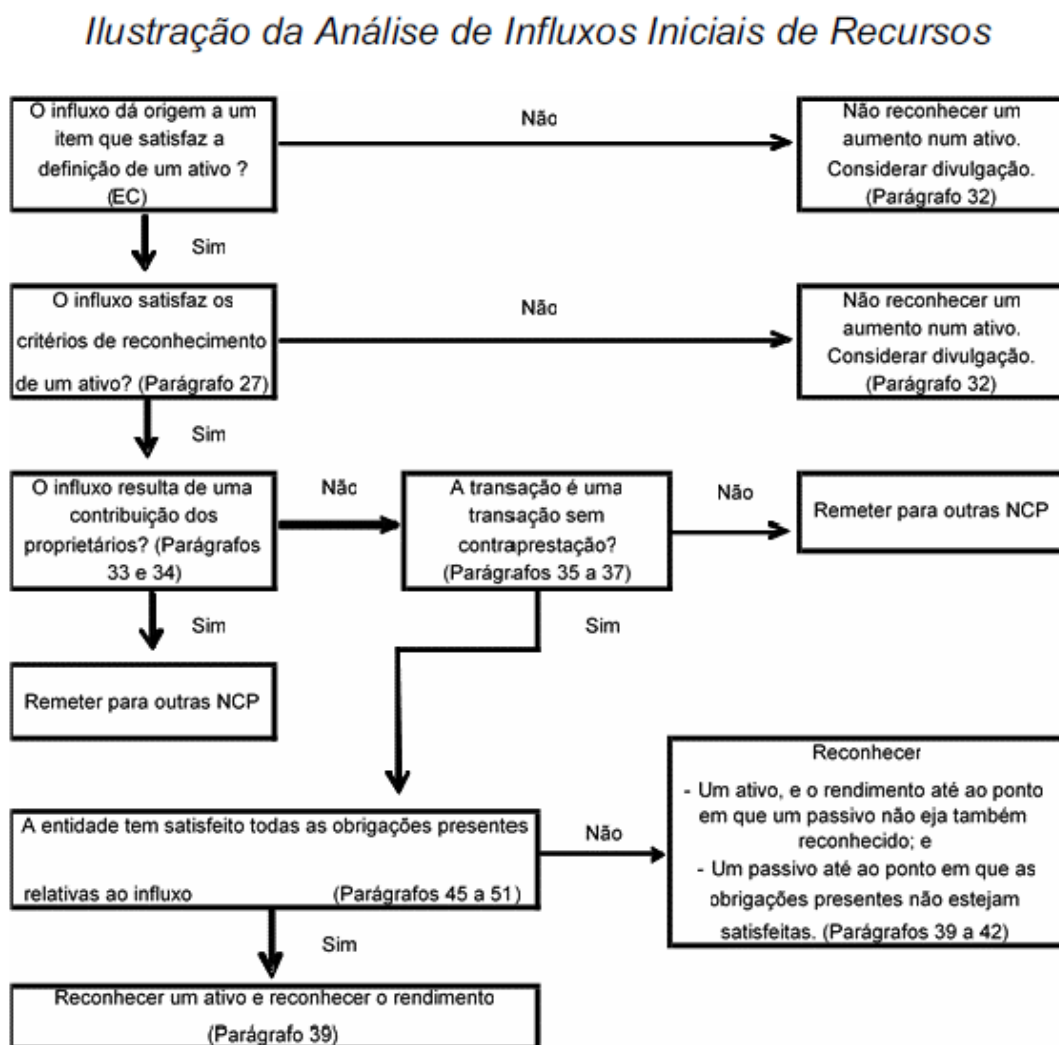 Ilustração da Análise de Influxos Iniciais de Recursos
O influxo dá origem a um
item que satisfaz a
definição de um ativo ?
(EC)
Não
Não reconhecer um
aumento num ativo.
Considerar divulgação.
(Parágrafo 32)
Sim
O influxo satisfaz os
critérios de reconhecimento
de um ativo? (Parágrafo 27)
Não
Não reconhecer um
aumento num ativo.
Considerar divulgação.
(Parágrafo 32)
Sim
O influxo resulta de uma
contribuição dos
proprietários? (Parágrafos
33 e 34)
Não
A transação é uma
transação sem
contraprestação?
(Parágrafos 35 a 37)
Não
Remeter para outras NCP
Sim
Sim
Remeter para outras NCP
A entidade tem satisfeito todas as obrigações presentes
relativas ao influxo (Parágrafos 45 a 51)
Não
Reconhecer
- Um ativo, e o rendimento até ao ponto
em que um passivo não eja também
reconhecido; e
- Um passivo até ao ponto em que as
obrigações presentes não estejam
satisfeitas. (Parágrafos 39 a 42)
Sim
Reconhecer um ativo e reconhecer o rendimento
(Parágrafo 39)